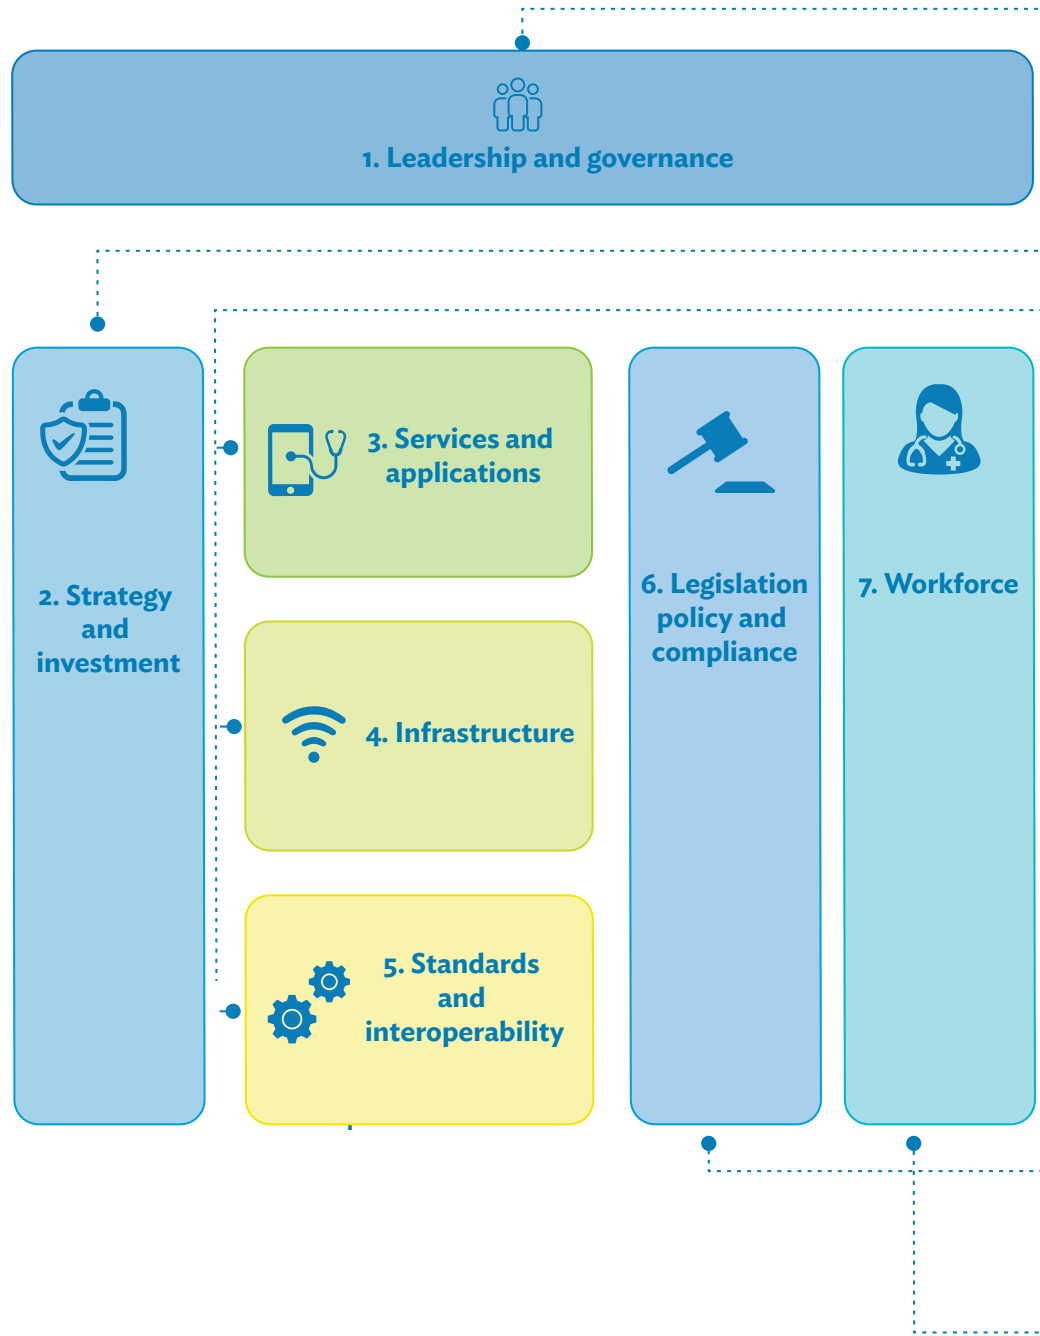 1. Leadership and governance
2. Strategy
and
investment
3. Services and
applications
4. Infrastructure
5. Standards
and
interoperability
6. Legislation
policy and
compliance
7. Workforce